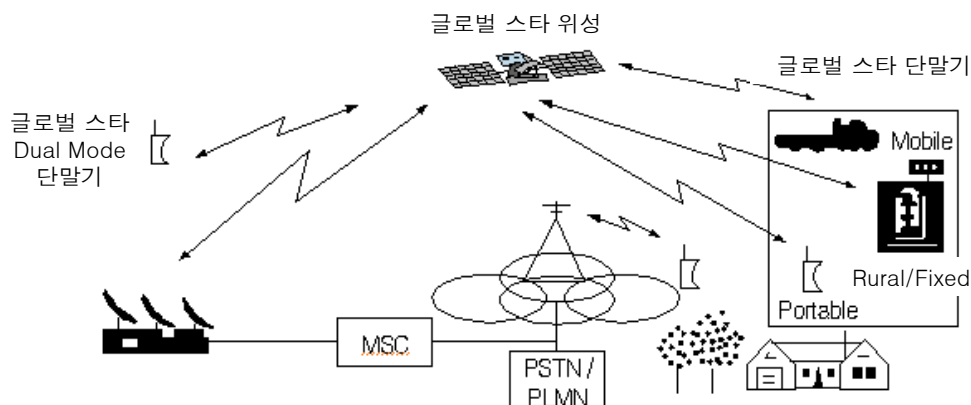 글로벌 스타 위성
글로벌 스타 단말기
글로벌 스타
Dual Mode
단말기
Mobile
Rural/Fixed
Portable
MSC
PSTN /
PLMN